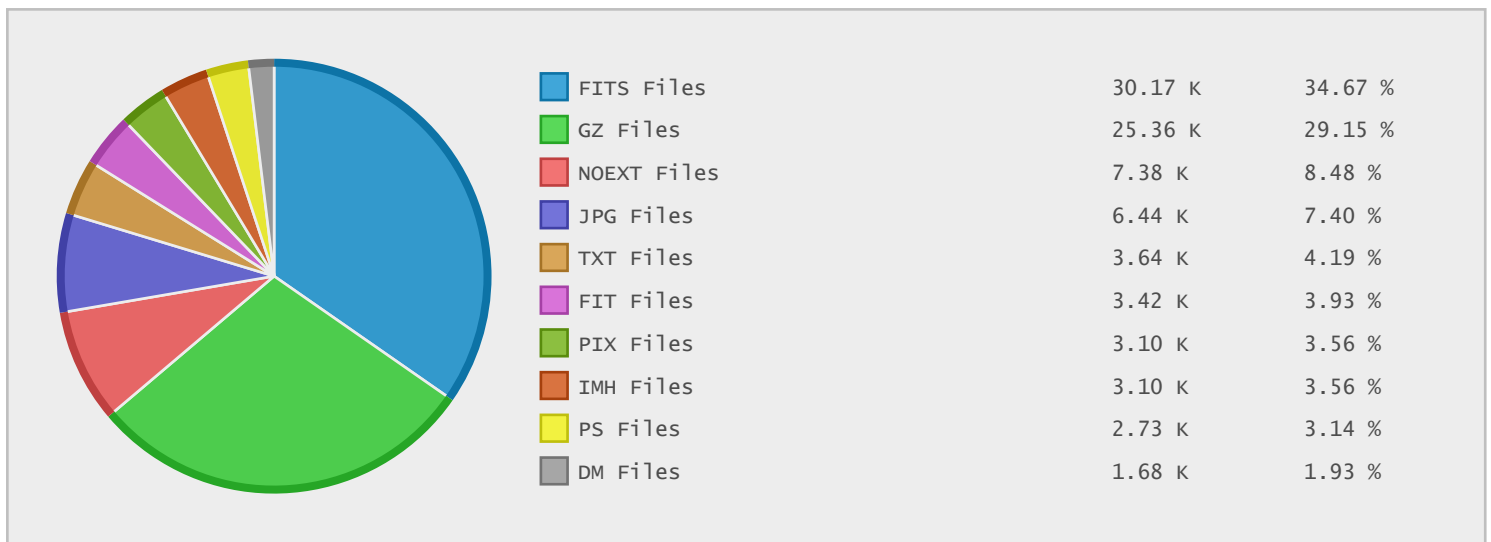 FITS Files 30.17 K 34.67 %
GZ Files 25.36 K 29.15 %
NOEXT Files 7.38 K 8.48 %
JPG Files 6.44 K 7.40 %
TXT Files 3.64 K 4.19 %
FIT Files 3.42 K 3.93 %
PIX Files 3.10 K 3.56 %
IMH Files 3.10 K 3.56 %
PS Files 2.73 K 3.14 %
DM Files 1.68 K 1.93 %